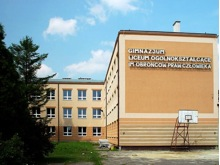 GIMNAZJUM
LICEUM OGÓLNOKSZTAŁCĄCE
IM. OBROŃCÓW PRAW CZŁOWIEKA